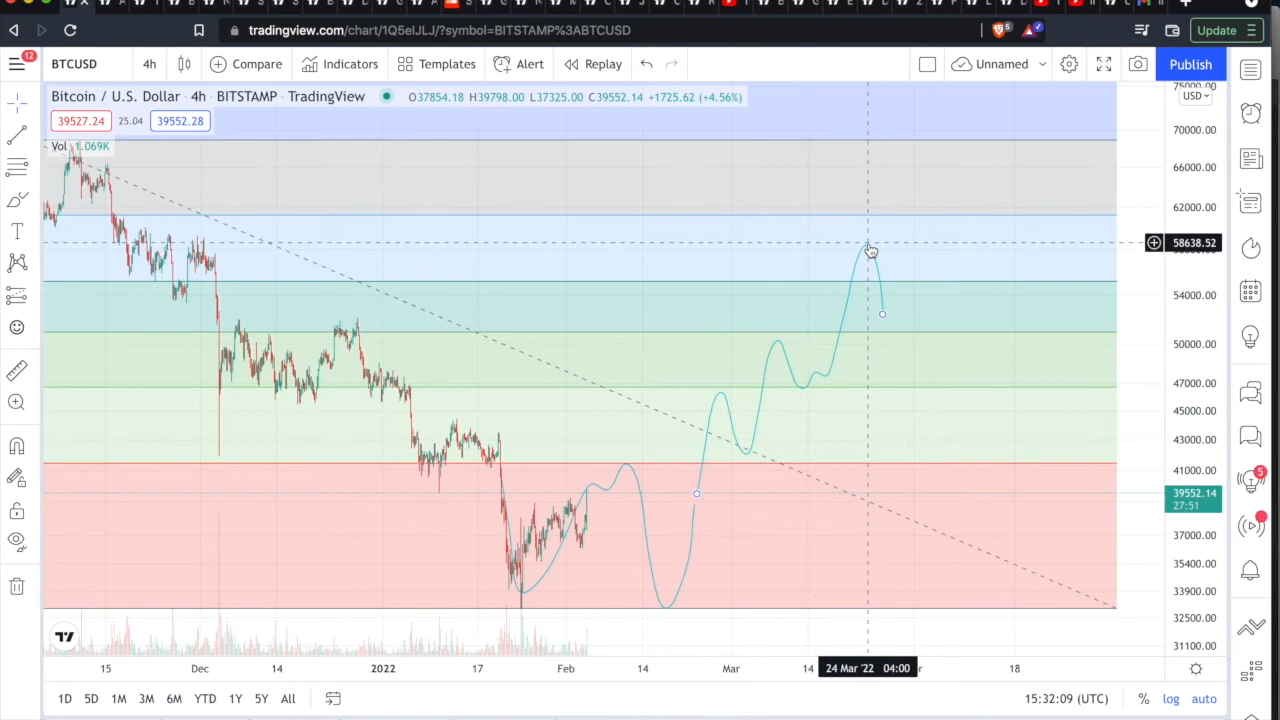 tradingview.com/chart/1Q5elJLJ/?symbol=BITSTAMP%3ABTCUSD
5
Update
12
BTCUSD
4h
Compare
Indicators
Templates
Alert
Replay
Unnamed
Publish
Bitcoin / U.S. Dollar · 4h · BITSTAMP · TradingView
O37854.18 H39798.00 L37325.00 C39552.14 +1725.62 (+4.56%)
39527.24
25.04
39552.28
Vol 1.069K
USD
75000.00
70000.00
66000.00
62000.00
58638.52
54000.00
50000.00
47000.00
45000.00
43000.00
41000.00
39552.14
27:51
37000.00
35400.00
33900.00
32500.00
31100.00
5
15
Dec
14
2022
17
Feb
14
Mar
14
24 Mar '22 04:00
18
1D
5D
1M
3M
6M
YTD
1Y
5Y
All
15:32:09 (UTC)
%
log
auto